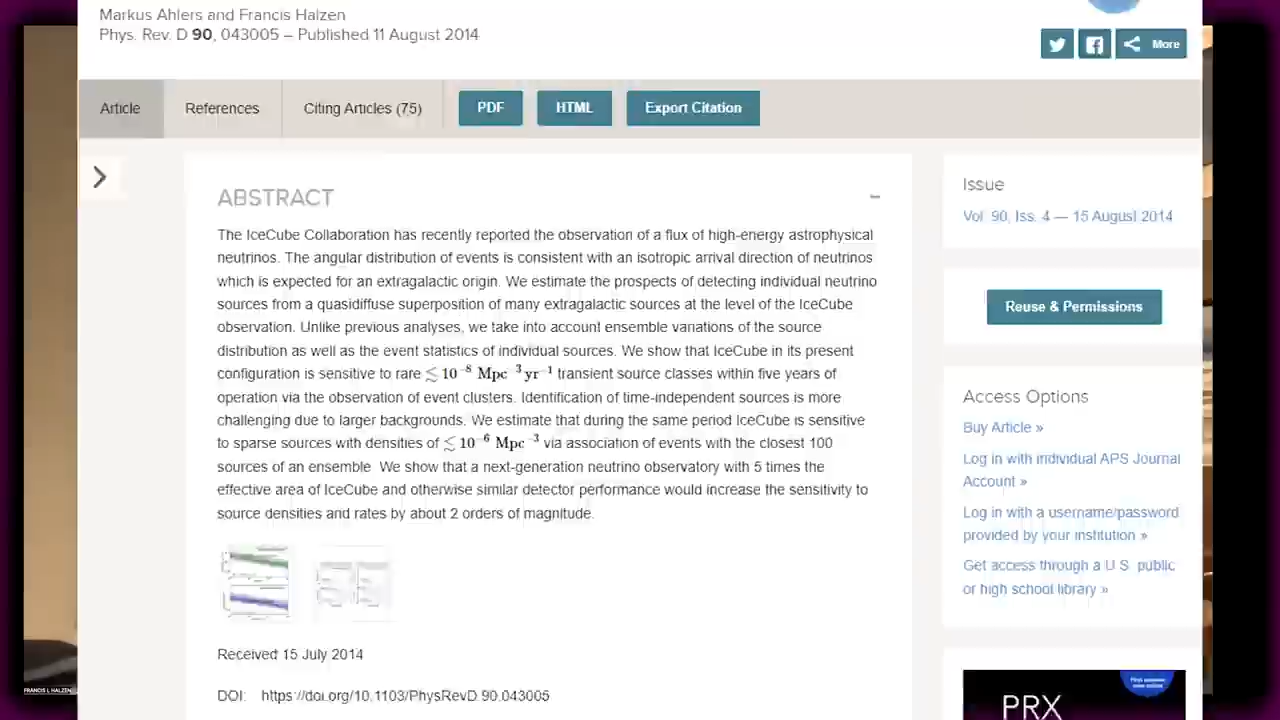 Markus Ahlers and Francis Halzen
Phys. Rev. D 90, 043005 – Published 11 August 2014
More
Article
References
Citing Articles (75)
PDF
HTML
Export Citation
ABSTRACT
The IceCube Collaboration has recently reported the observation of a flux of high-energy astrophysical
neutrinos. The angular distribution of events is consistent with an isotropic arrival direction of neutrinos
which is expected for an extragalactic origin. We estimate the prospects of detecting individual neutrino
sources from a quasidiffuse superposition of many extragalactic sources at the level of the IceCube
observation. Unlike previous analyses, we take into account ensemble variations of the source
distribution as well as the event statistics of individual sources. We show that IceCube in its present
configuration is sensitive to rare ≲ 10⁻⁸ Mpc⁻³ yr⁻¹ transient source classes within five years of
operation via the observation of event clusters. Identification of time-independent sources is more
challenging due to larger backgrounds. We estimate that during the same period IceCube is sensitive
to sparse sources with densities of ≲ 10⁻⁶ Mpc⁻³ via association of events with the closest 100
sources of an ensemble. We show that a next-generation neutrino observatory with 5 times the
effective area of IceCube and otherwise similar detector performance would increase the sensitivity to
source densities and rates by about 2 orders of magnitude.
Received 15 July 2014
DOI: https://doi.org/10.1103/PhysRevD.90.043005
Issue
Vol. 90, Iss. 4 — 15 August 2014
Reuse & Permissions
Access Options
Buy Article »
Log in with individual APS Journal
Account »
Log in with a username/password
provided by your institution »
Get access through a U.S. public
or high school library »
PRX
FRANCIS L HALZEN